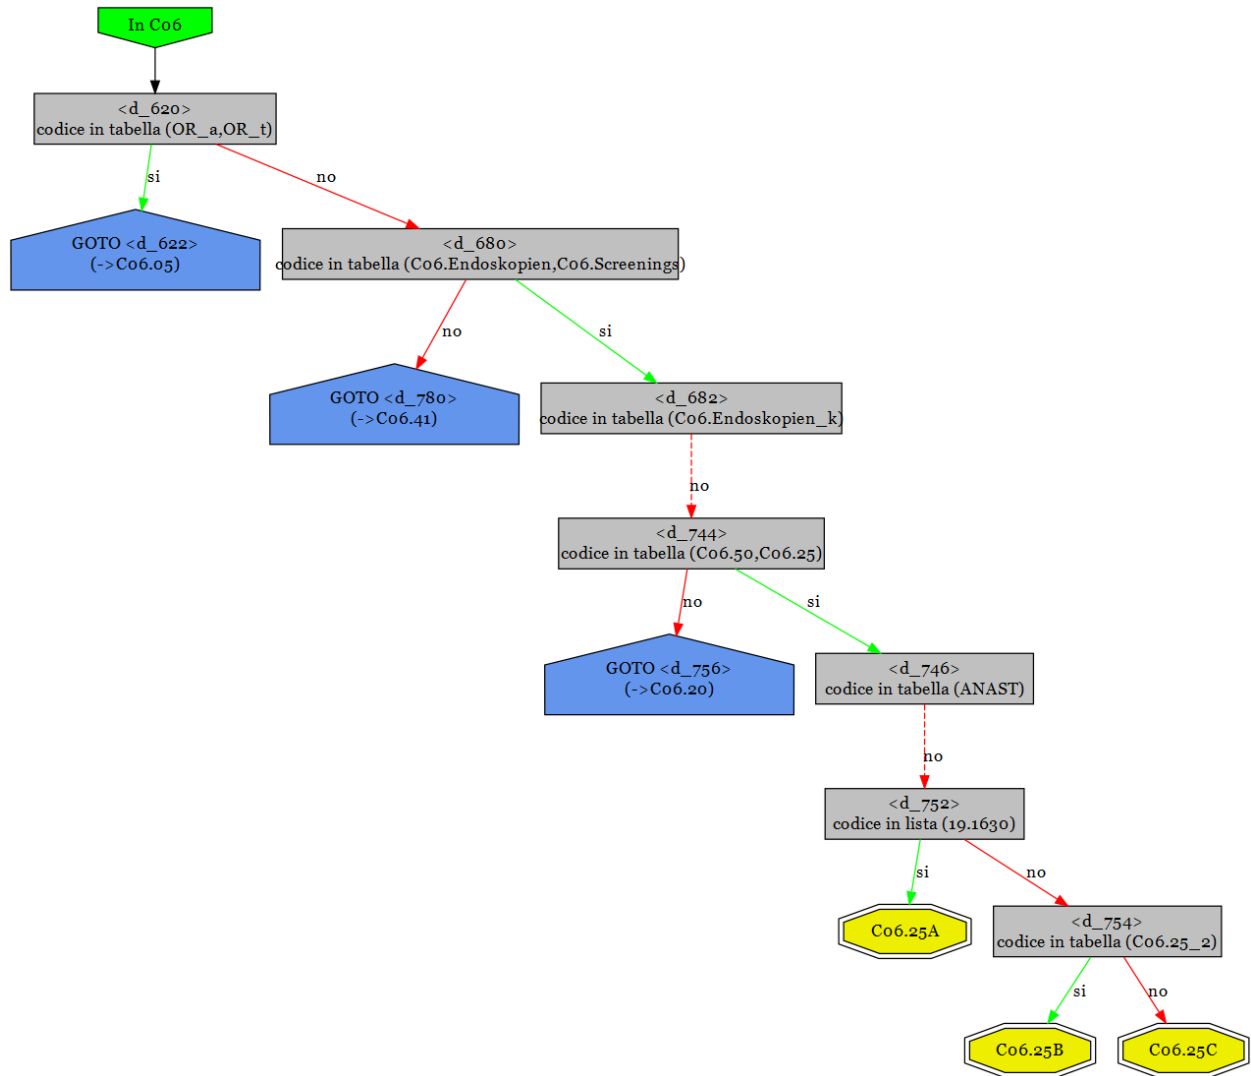 In C06
<d_620>
codice in tabella (OR_a,OR_t)
si
no
GOTO <d_622>
(->C06.05)
<d_680>
codice in tabella (C06.Endoskopien,C06.Screenings)
no
si
GOTO <d_780>
(->C06.41)
<d_682>
codice in tabella (C06.Endoskopien_k)
no
<d_744>
codice in tabella (C06.50,C06.25)
no
si
GOTO <d_756>
(->C06.20)
<d_746>
codice in tabella (ANAST)
no
<d_752>
codice in lista (19.1630)
si
no
C06.25A
<d_754>
codice in tabella (C06.25_2)
si
no
C06.25B
C06.25C